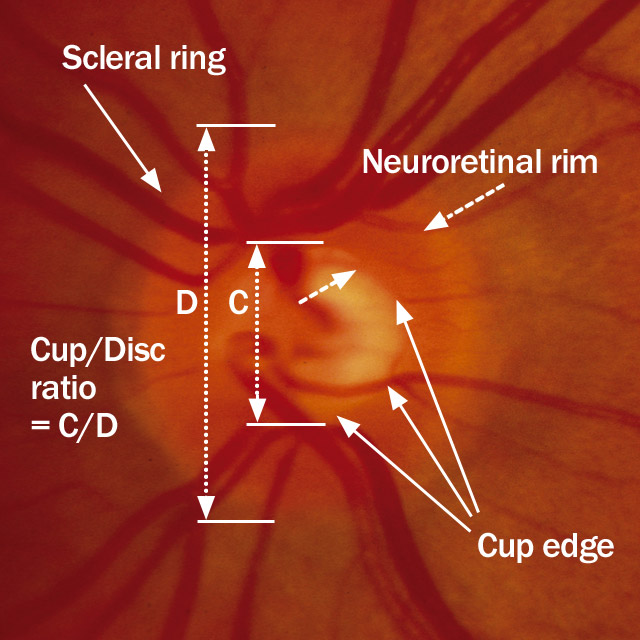 Scleral ring
Neuroretinal rim
D
C
Cup/Disc
ratio
= C/D
Cup edge